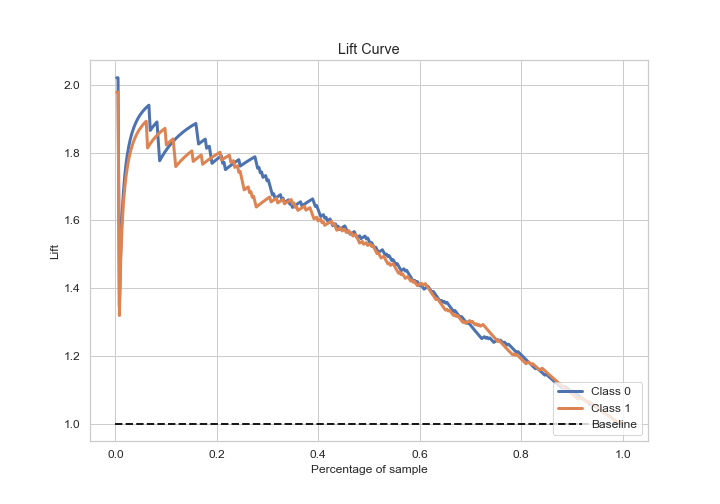 Lift Curve
Lift
2.0
1.8
1.6
1.4
1.2
1.0
0.0 0.2 0.4 0.6 0.8 1.0
Percentage of sample
Class 0
Class 1
Baseline